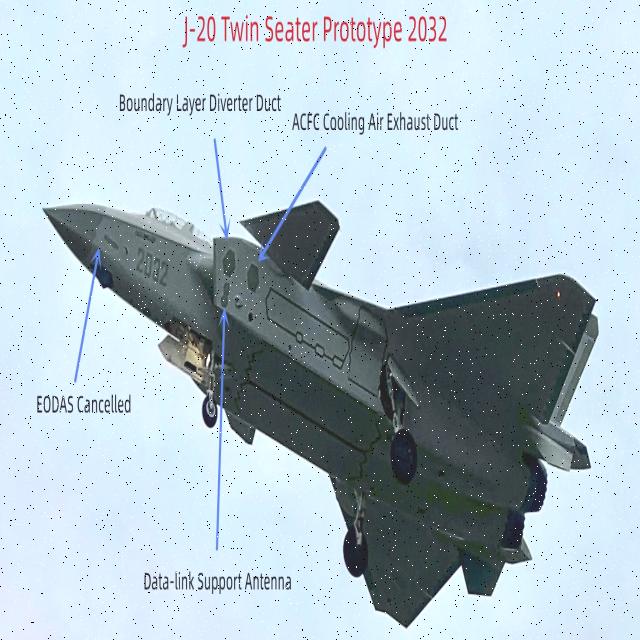 J-20 Twin Seater Prototype 2032
Boundary Layer Diverter Duct
ACFC Cooling Air Exhaust Duct
2032
EODAS Cancelled
Data-link Support Antenna